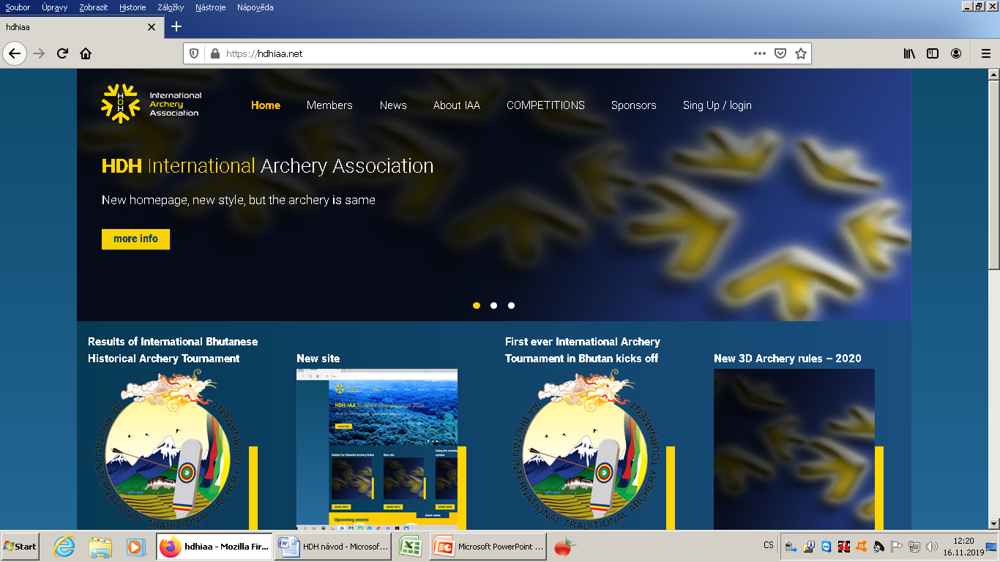 Soubor Úpravy Zobrazit Historie Záložky Nástroje Nápověda
hdhiaa
https://hdhiaa.net
HDH
International
Archery
Association
Home Members News About IAA COMPETITIONS Sponsors Sing Up / login
HDH International Archery Association
New homepage, new style, but the archery is same
more info
Results of International Bhutanese
Historical Archery Tournament
New site
First ever International Archery
Tournament in Bhutan kicks off
New 3D Archery rules – 2020
IAA BHUTAN INTERNATIONAL TRADITIONAL ARCHERY TOURNAMENT
HDH-IAA 3D World Championships 2020
more info
Guide's for Historial Archery Rules
New site
Using the member
system
MORE INFO
MORE INFO
MORE INFO
more news
Upcoming events
IAA BHUTAN INTERNATIONAL TRADITIONAL ARCHERY TOURNAMENT
Start
hdhiaa - Mozilla Fir...
HDH návod - Microsof...
Microsoft PowerPoint ...
CS
12:20
16.11.2019